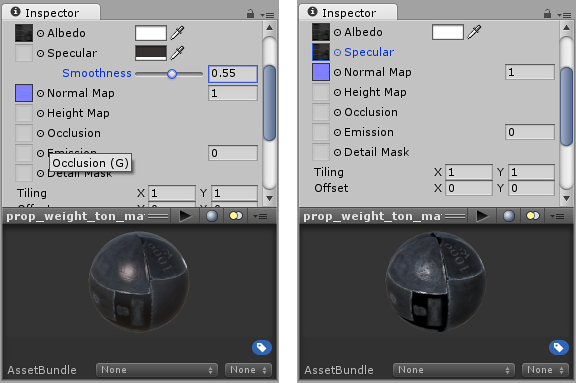 Inspector
Albedo
Specular
Smoothness 0.55
Normal Map 1
Height Map
Occlusion
Emission 0
Occlusion (G)
Detail Mask
Tiling X 1 Y 1
Offset X 0 Y 0
prop_weight_ton_ma
AssetBundle None None
Inspector
Albedo
Specular
Normal Map 1
Height Map
Occlusion
Emission 0
Detail Mask
Tiling X 1 Y 1
Offset X 0 Y 0
prop_weight_ton_ma
AssetBundle None None